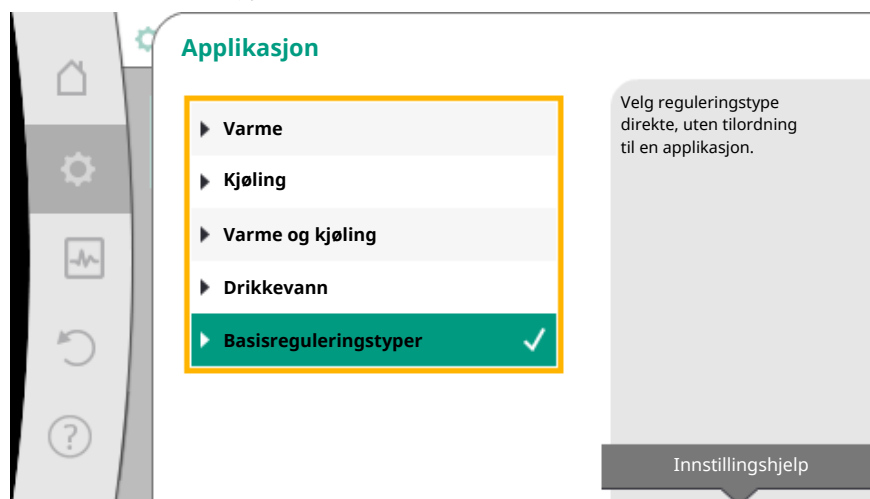 Applikasjon
Varme
Kjøling
Varme og kjøling
Drikkevann
Basisreguleringstyper
Velg reguleringstype
direkte, uten tilordning
til en applikasjon.
Innstillingshjelp
?